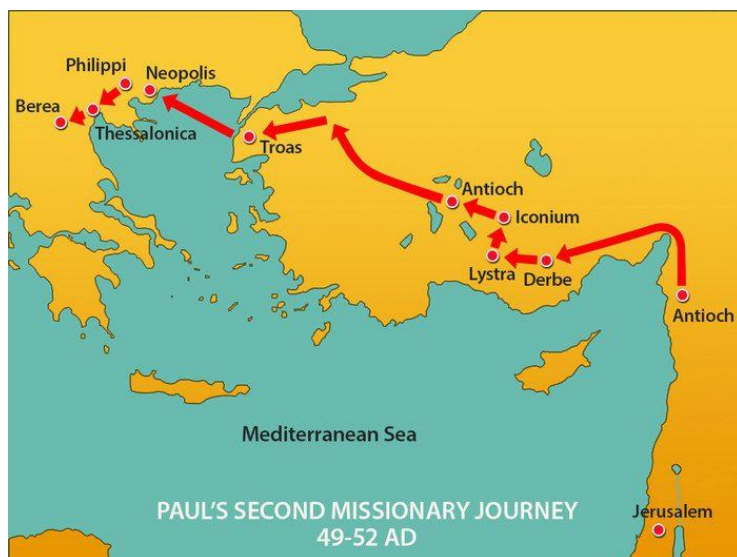 Philippi
Neopolis
Berea
Thessalonica
Troas
Antioch
Iconium
Lystra
Derbe
Antioch
Mediterranean Sea
Jerusalem
PAUL'S SECOND MISSIONARY JOURNEY
49-52 AD